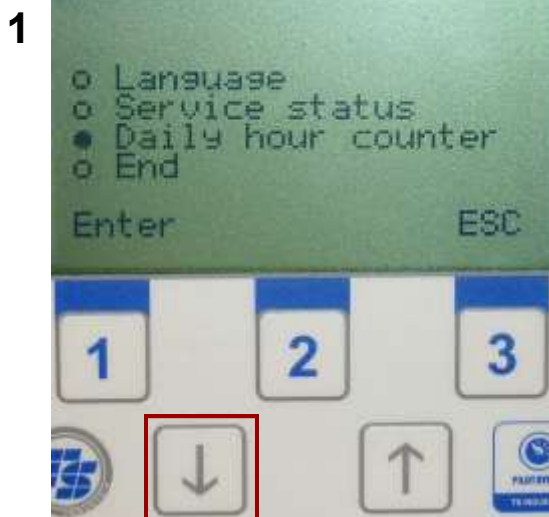 1
o Language
o Service status
● Daily hour counter
o End
Enter ESC
1 2 3
↓ ↑